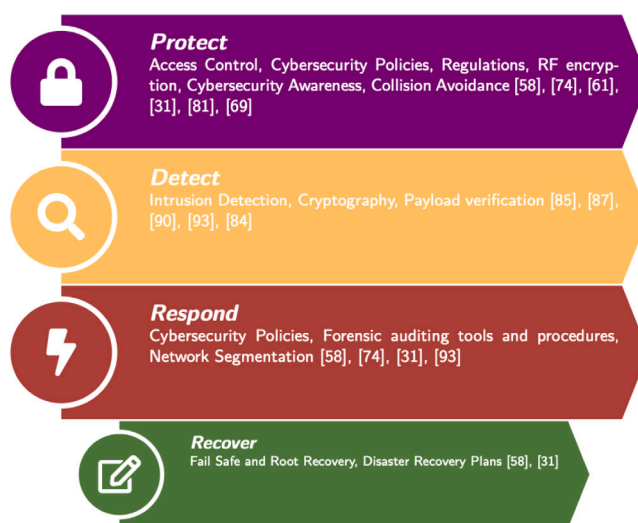 Protect
Access Control, Cybersecurity Policies, Regulations, RF encryp-
tion, Cybersecurity Awareness, Collision Avoidance [58], [74], [61],
[31], [81], [69]
Detect
Intrusion Detection, Cryptography, Payload verification [85], [87],
[90], [93], [84]
Respond
Cybersecurity Policies, Forensic auditing tools and procedures,
Network Segmentation [58], [74], [31], [93]
Recover
Fail Safe and Root Recovery, Disaster Recovery Plans [58], [31]